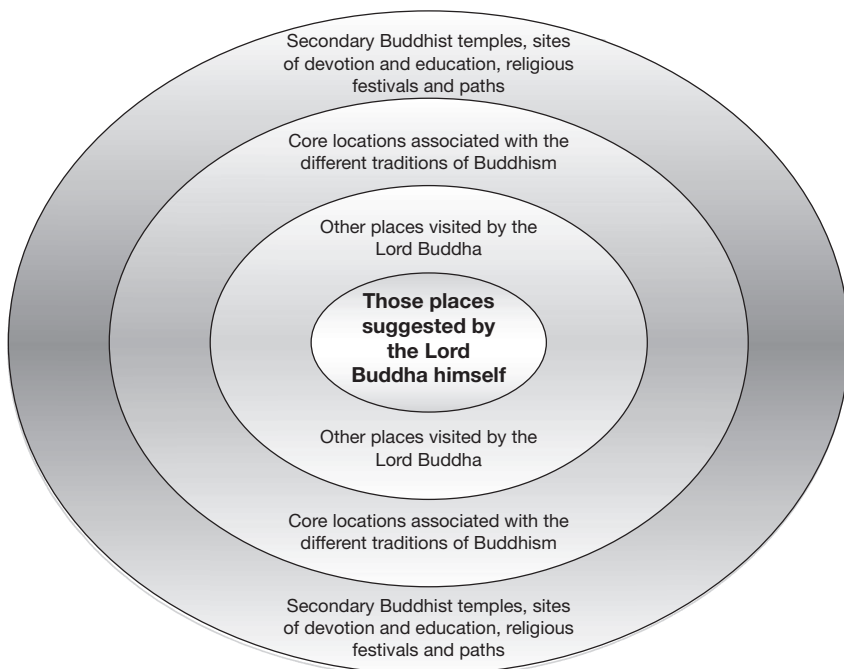 Secondary Buddhist temples, sites
of devotion and education, religious
festivals and paths
Core locations associated with the
different traditions of Buddhism
Other places visited by the
Lord Buddha
Those places
suggested by
the Lord
Buddha himself
Other places visited by the
Lord Buddha
Core locations associated with the
different traditions of Buddhism
Secondary Buddhist temples, sites
of devotion and education, religious
festivals and paths